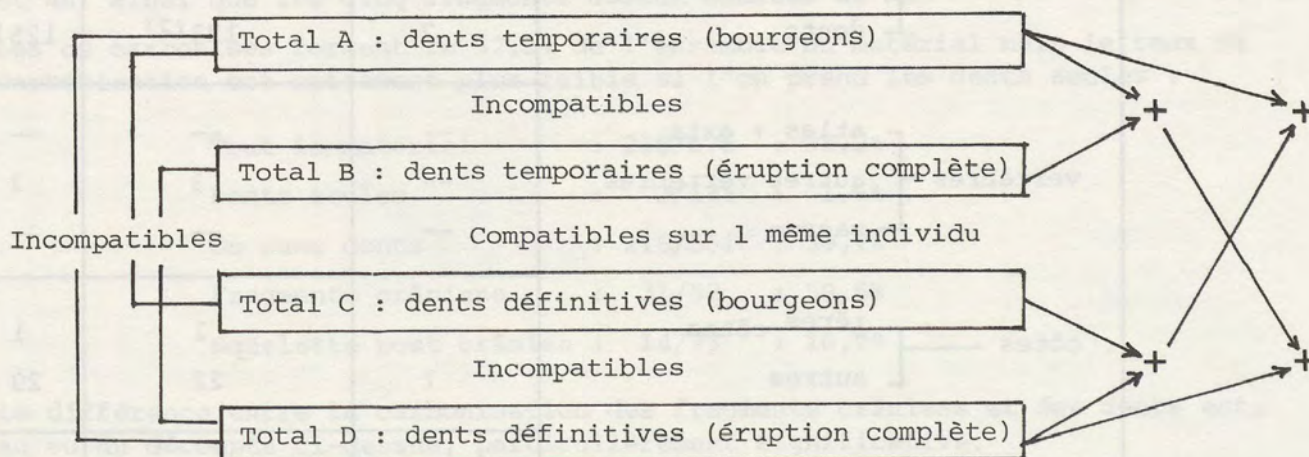 Total A : dents temporaires (bourgeons)
Incompatibles
+ +
Total B : dents temporaires (éruption complète)
Incompatibles
Compatibles sur 1 même individu
Total C : dents définitives (bourgeons)
Incompatibles
+ +
Total D : dents définitives (éruption complète)